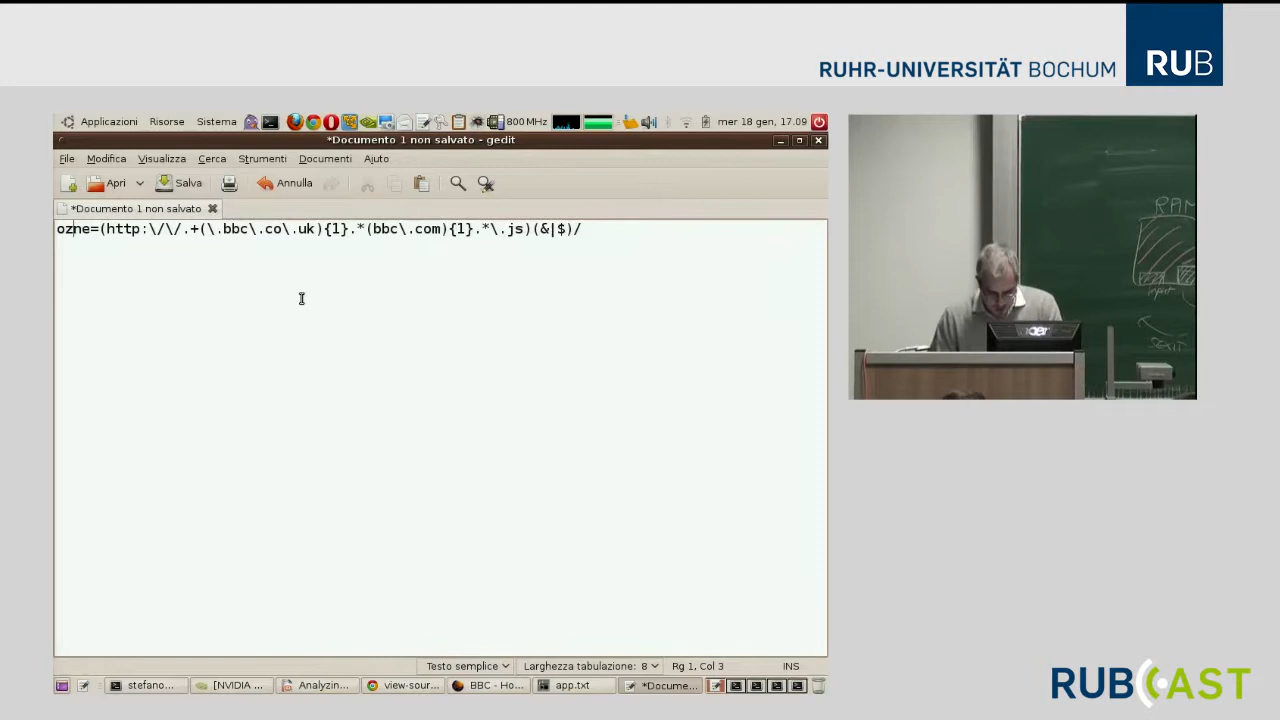 RUHR-UNIVERSITÄT BOCHUM RUB
Applicazioni Risorse Sistema 800 MHz mer 18 gen, 17.09
*Documento 1 non salvato - gedit
File Modifica Visualizza Cerca Strumenti Documenti Aiuto
Apri Salva Annulla
*Documento 1 non salvato
ozne=(http:\/\/.+(\.bbc\.co\.uk){1}.*(bbc\.com){1}.*\.js)(&|$)/
RAM
Input
acer
Testo semplice Larghezza tabulazione: 8 Rg 1, Col 3 INS
stefano... [NVIDIA ... Analyzin... view-sour... BBC - Ho... app.txt *Docume...
RUBCAST